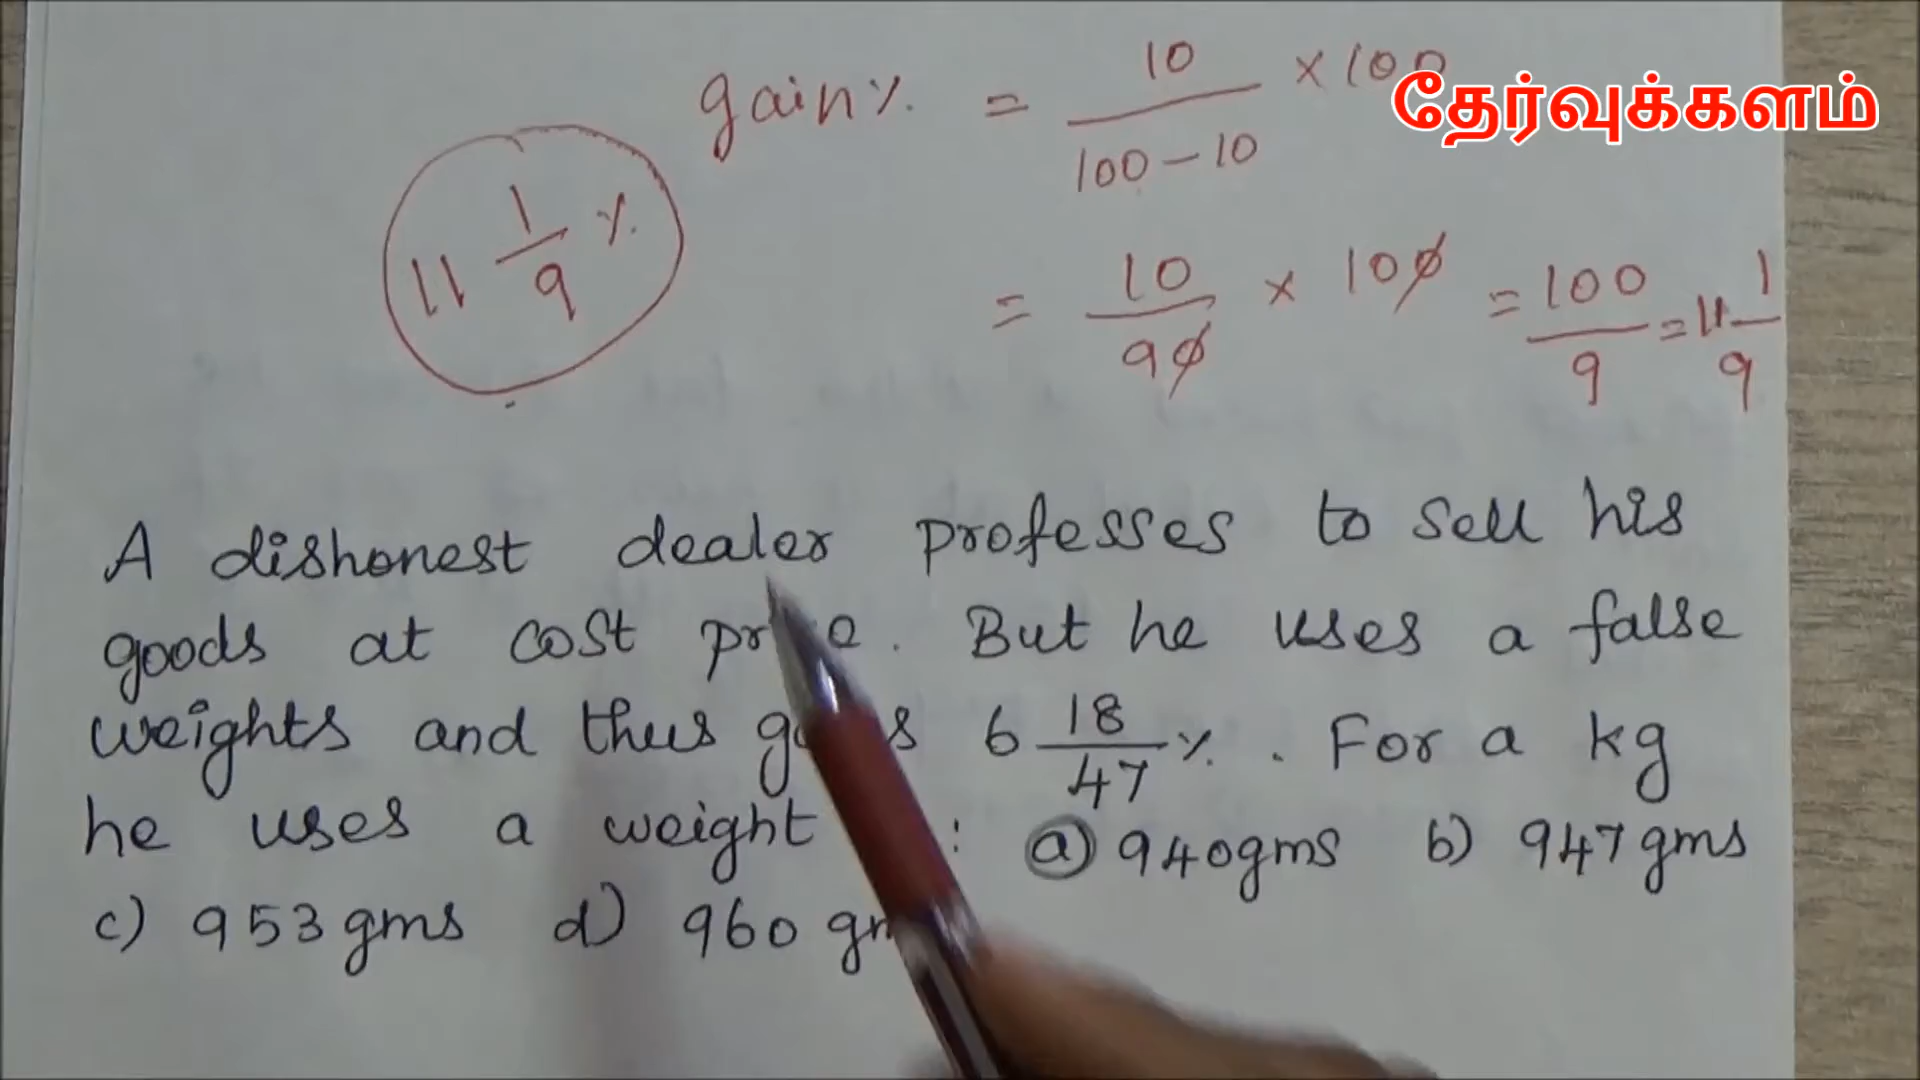 gain% = 10/100-10 × 100
தேர்வுக்களம்
11 1/9 %
= 10/90 × 100 = 100/9 = 11 1/9
A dishonest dealer professes to sell his
goods at cost . But he uses a false
weights and thus 6 18/47 % . For a kg
he uses a weight : a) 940gms b) 947gms
c) 953gms d) 960